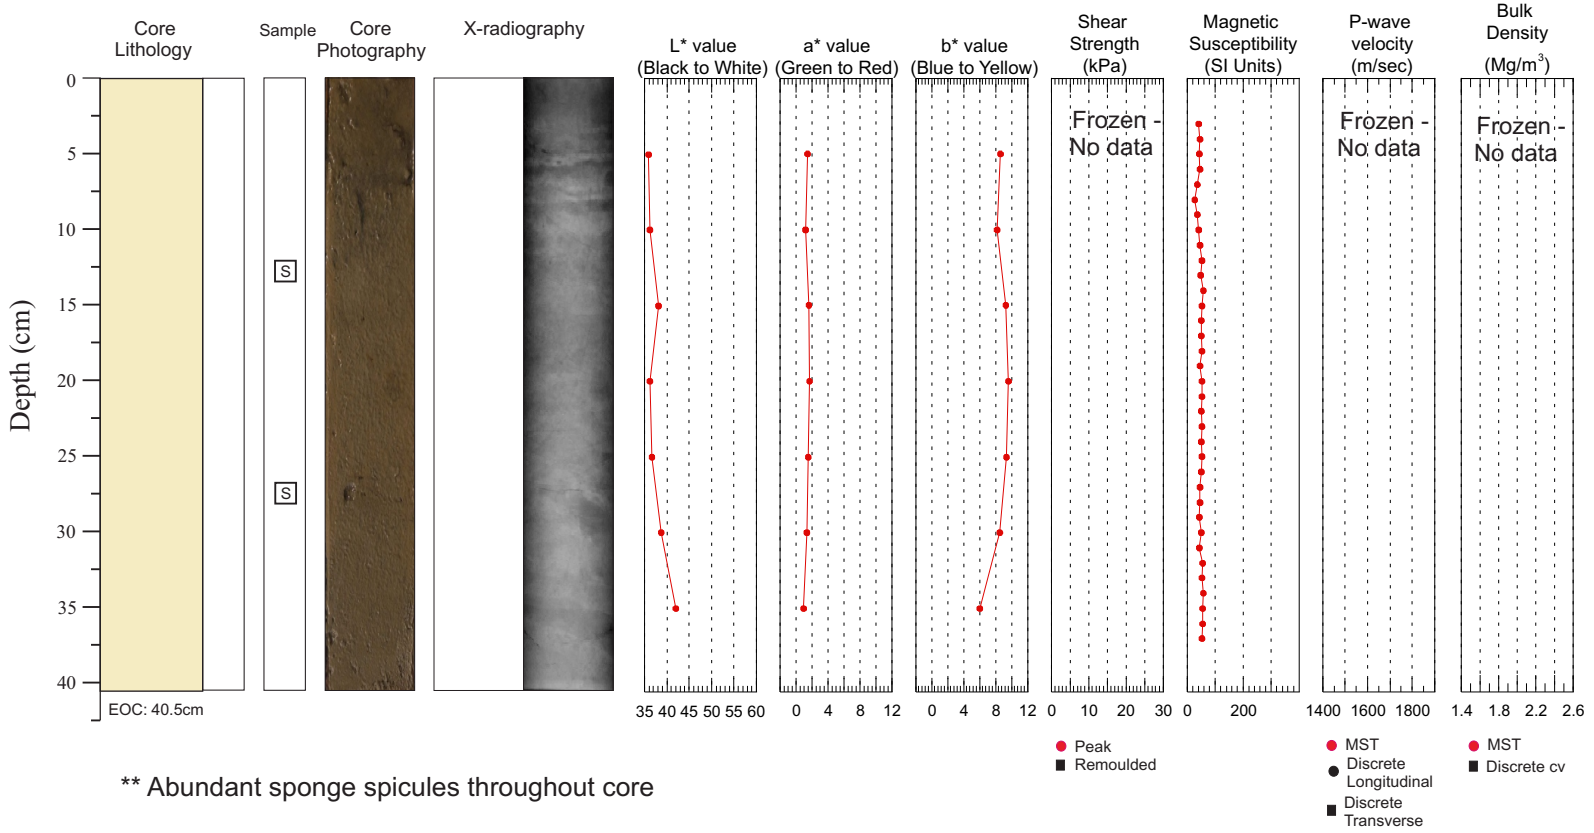 Core
Lithology
Sample
Core
Photography
X-radiography
L* value
(Black to White)
a* value
(Green to Red)
b* value
(Blue to Yellow)
Shear
Strength
(kPa)
Magnetic
Susceptibility
(SI Units)
P-wave
velocity
(m/sec)
Bulk
Density
(Mg/m³)
Depth (cm)
0
5
10
15
20
25
30
35
40
S
S
Frozen -
No data
Frozen -
No data
Frozen -
No data
EOC: 40.5cm
35 40 45 50 55 60
0 4 8 12
0 4 8 12
0 10 20 30
0 200
1400 1600 1800
1.4 1.8 2.2 2.6
Peak
Remoulded
MST
Discrete
Longitudinal
Discrete
Transverse
MST
Discrete cv
** Abundant sponge spicules throughout core